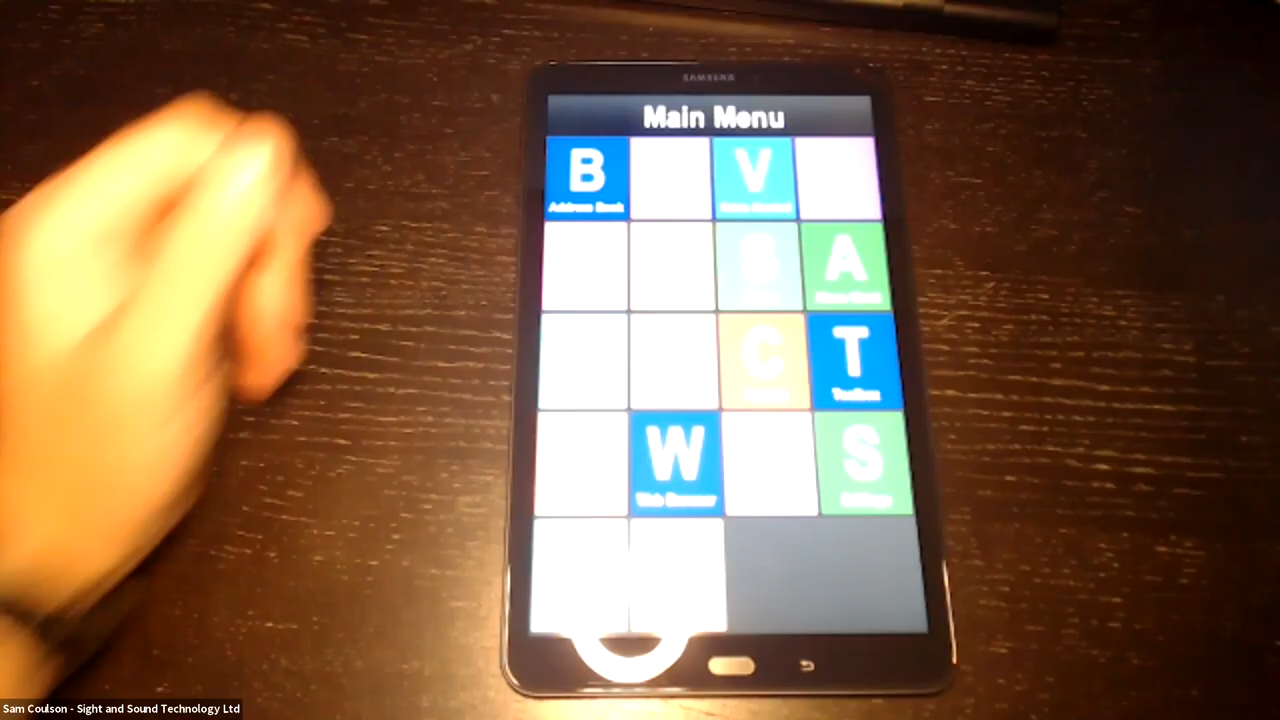 SAMSUNG
Main Menu
B
V
Address Book
A
C
T
Toolbox
W
S
Web Browser
Settings
Sam Coulson - Sight and Sound Technology Ltd